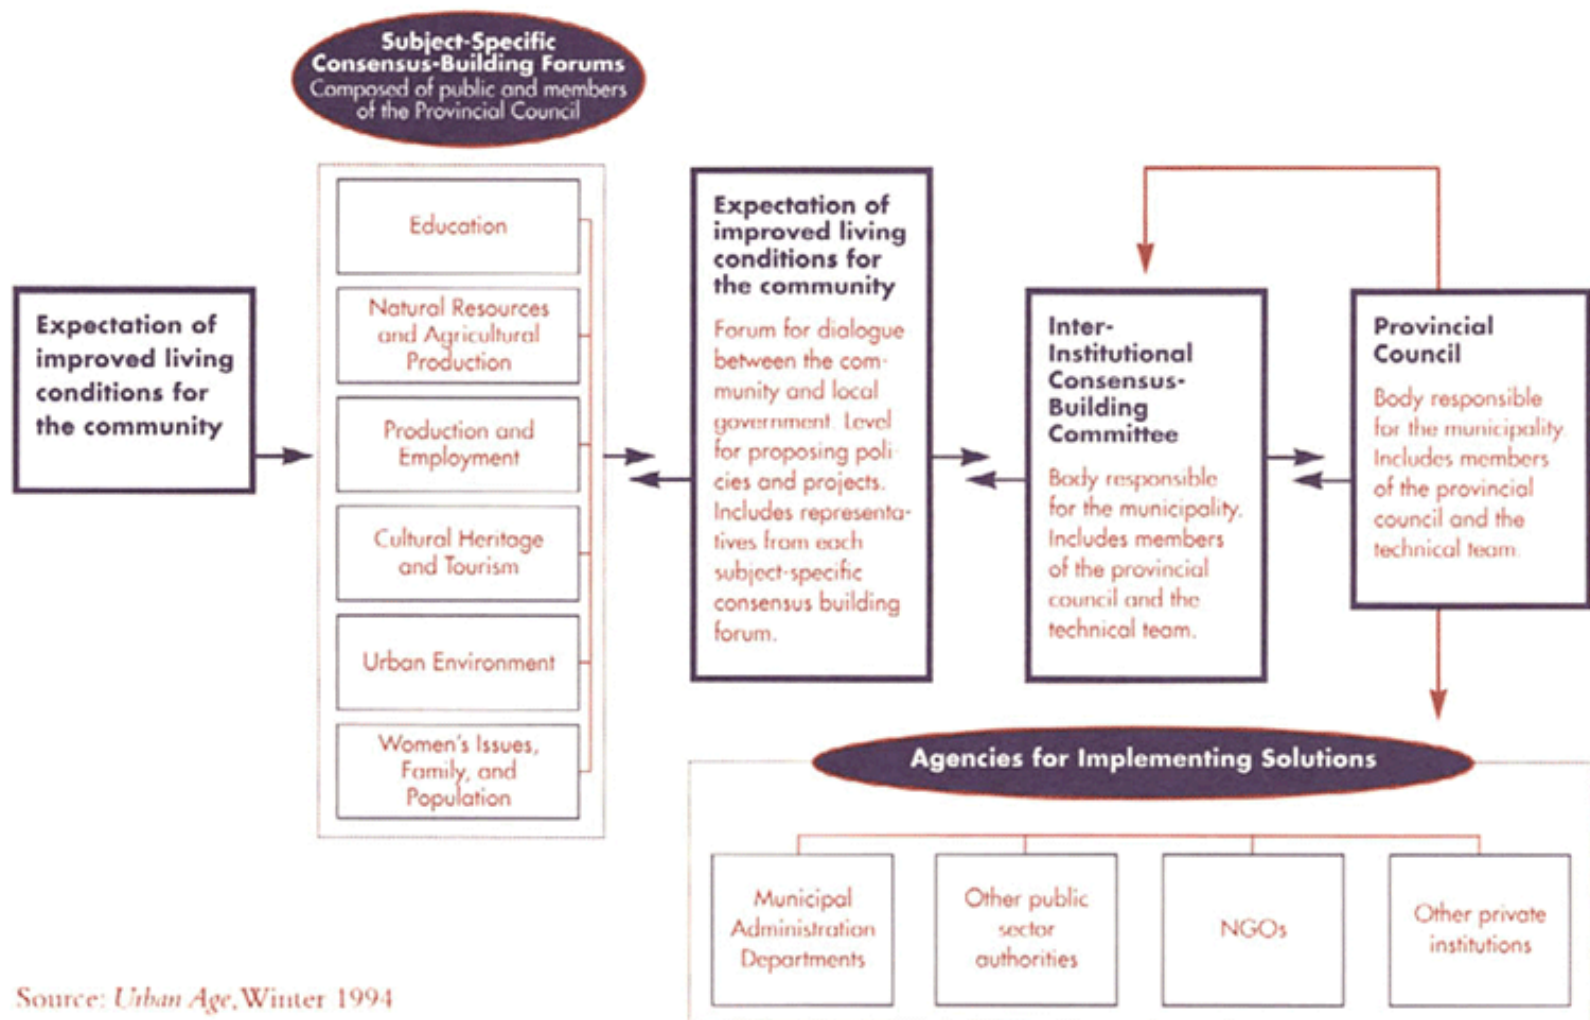 Subject-Specific
Consensus-Building Forums
Composed of public and members
of the Provincial Council
Expectation of
improved living
conditions for
the community
Education
Natural Resources
and Agricultural
Production
Production and
Employment
Cultural Heritage
and Tourism
Urban Environment
Women's Issues,
Family, and
Population
Expectation of
improved living
conditions for
the community
Forum for dialogue
between the com-
munity and local
government. Level
for proposing poli-
cies and projects.
Includes representa-
tives from each
subject-specific
consensus building
forum.
Inter-
Institutional
Consensus-
Building
Committee
Body responsible
for the municipality.
Includes members
of the provincial
council and the
technical team.
Provincial
Council
Body responsible
for the municipality.
Includes members
of the provincial
council and the
technical team.
Agencies for Implementing Solutions
Municipal
Administration
Departments
Other public
sector
authorities
NGOs
Other private
institutions
Source: Urban Age, Winter 1994